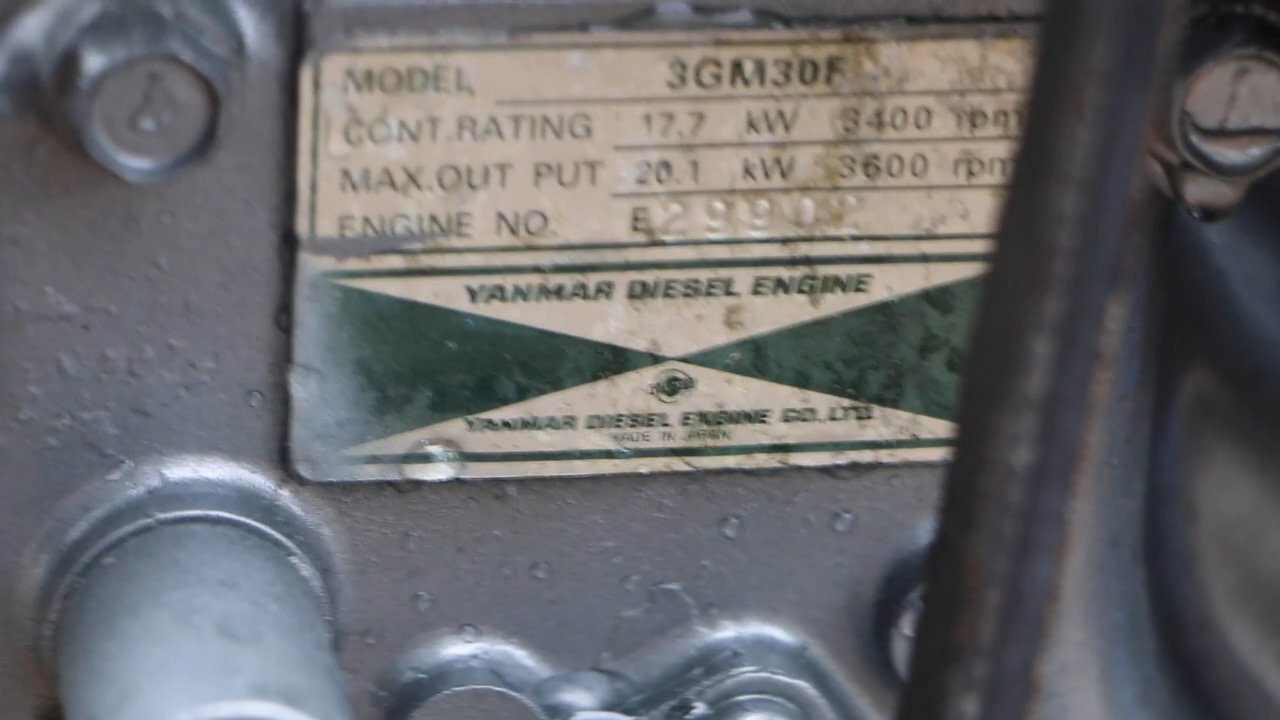 MODEL 3GM30F
CONT.RATING 17.7 kW 3400 rpm
MAX.OUT PUT 20.1 kW 3600 rpm
ENGINE NO. E
YANMAR DIESEL ENGINE
YANMAR DIESEL ENGINE CO.,LTD.
MADE IN JAPAN